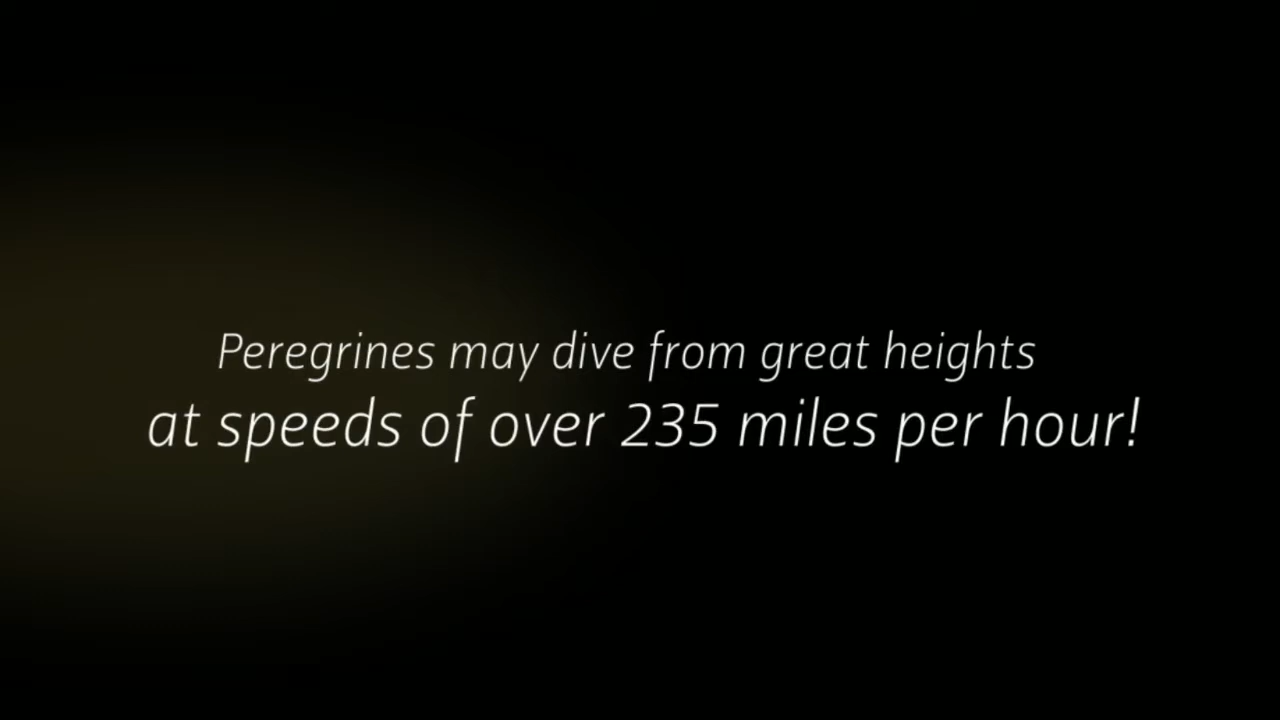 Peregrines may dive from great heights
at speeds of over 235 miles per hour!